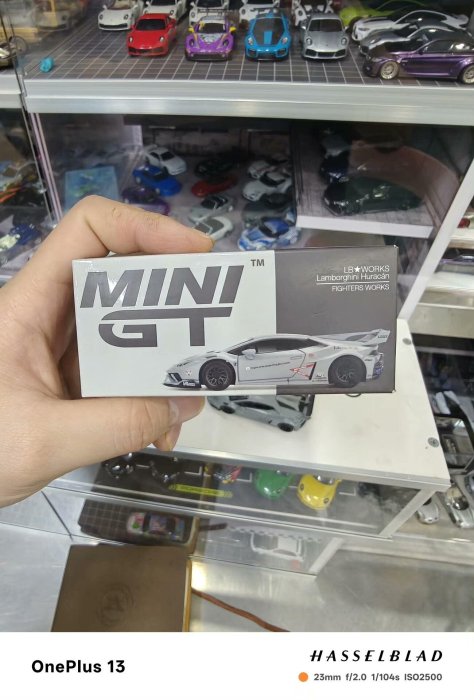 MINI
GT
TM
LB★WORKS
Lamborghini Huracán
FIGHTERS WORKS
OnePlus 13
HASSELBLAD
23mm f/2.0 1/104s ISO2500